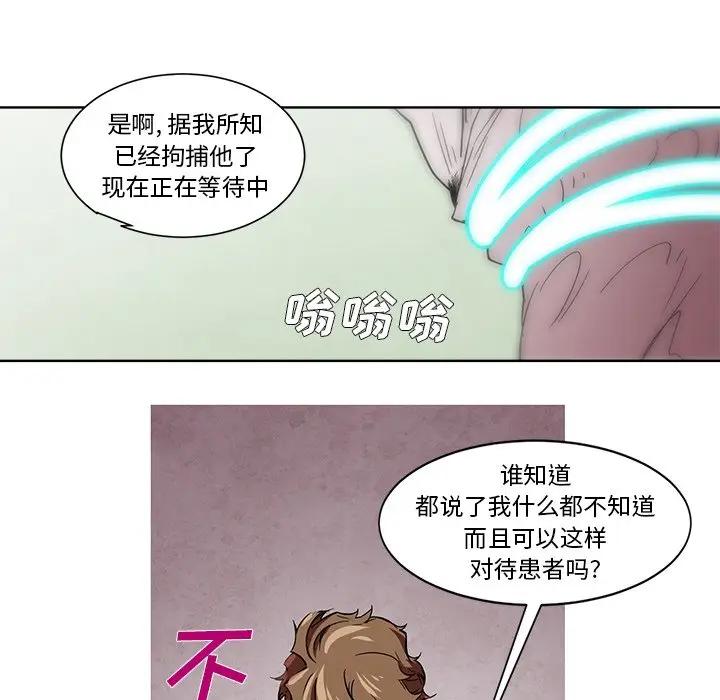 是啊, 据我所知
已经拘捕他了
现在正在等待中
嗡嗡嗡
谁知道
都说了我什么都不知道
而且可以这样
对待患者吗?
不